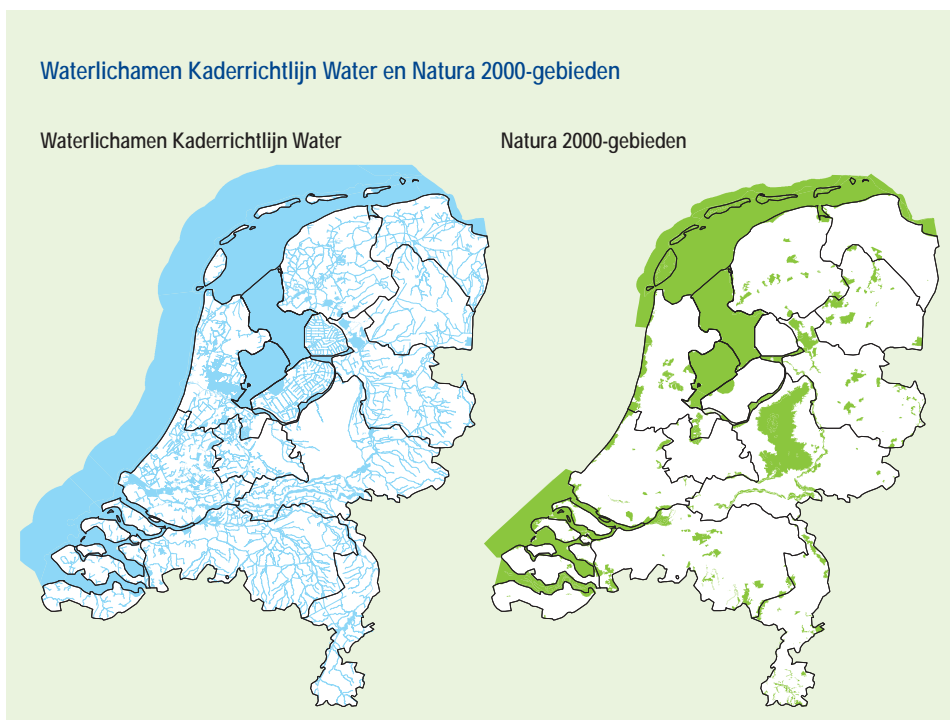 Waterlichamen Kaderrichtlijn Water en Natura 2000-gebieden
Waterlichamen Kaderrichtlijn Water
Natura 2000-gebieden